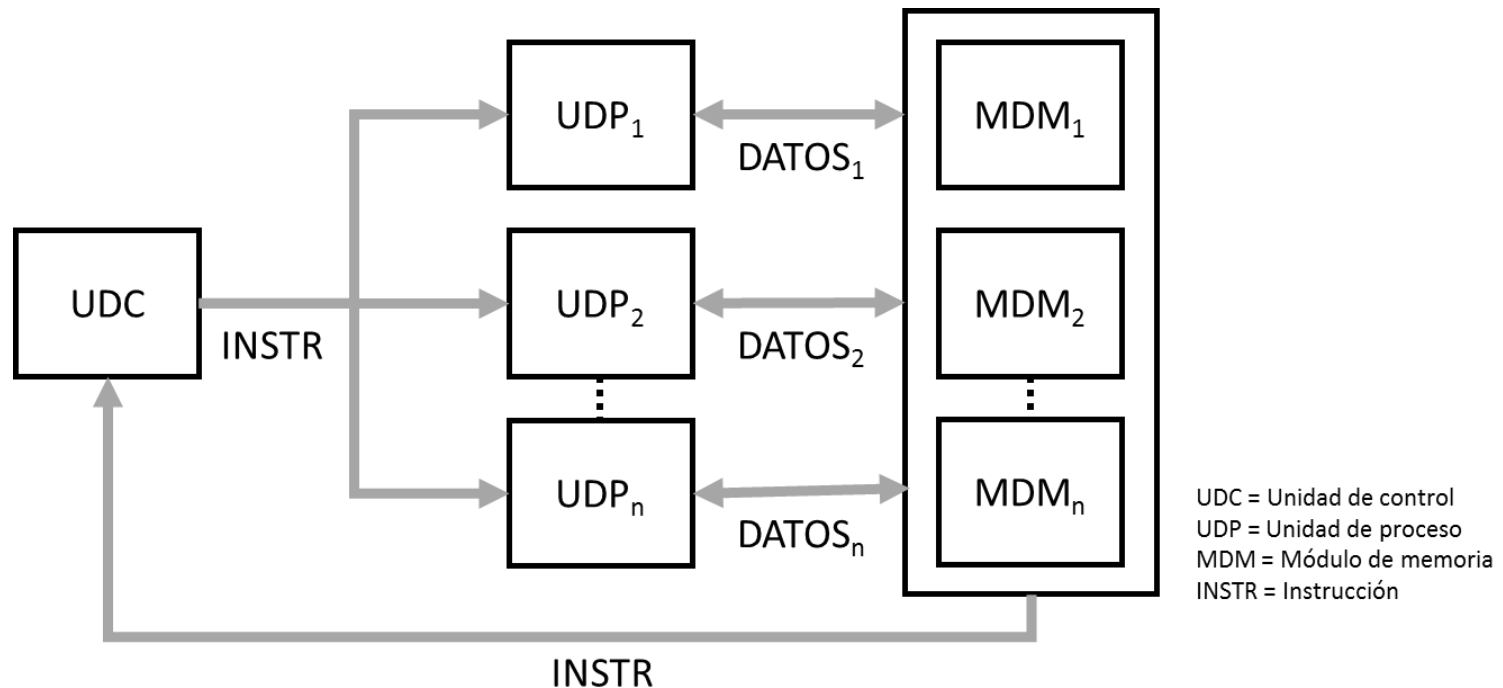 UDP₁
MDM₁
DATOS₁
UDC
INSTR
UDP₂
MDM₂
DATOS₂
UDPₙ
MDMₙ
DATOSₙ
UDC = Unidad de control
UDP = Unidad de proceso
MDM = Módulo de memoria
INSTR = Instrucción
INSTR